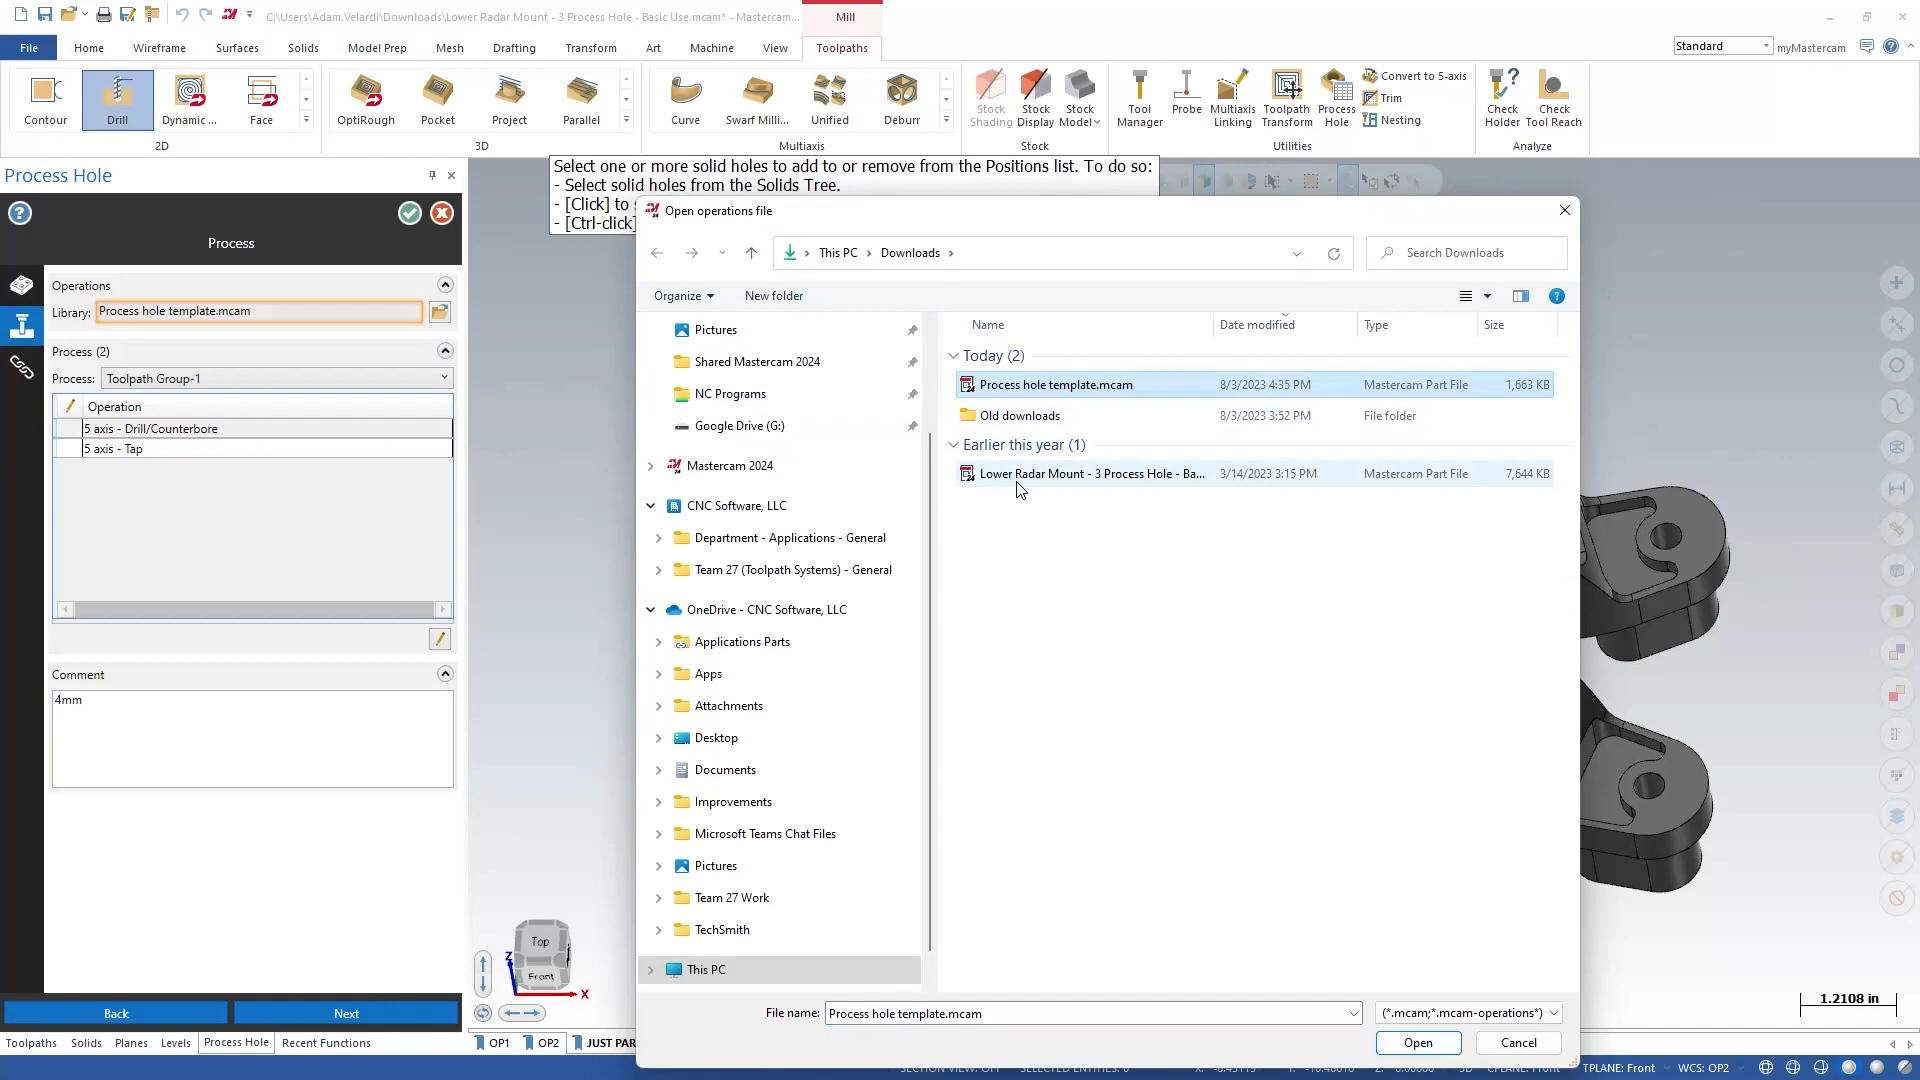 C:\Users\Adam.Velardi\Downloads\Lower Radar Mount - 3 Process Hole - Basic Use.mcam* - Mastercam...
Mill
File Home Wireframe Surfaces Solids Model Prep Mesh Drafting Transform Art Machine View Toolpaths
Standard myMastercam
Contour Drill Dynamic ... Face
2D
OptiRough Pocket Project Parallel
3D
Curve Swarf Milli... Unified Deburr
Multiaxis
Stock Shading Stock Display Stock Model
Stock
Tool Manager Probe Multiaxis Linking Toolpath Transform Process Hole
Convert to 5-axis
Trim
Nesting
Utilities
Check Holder Check Tool Reach
Analyze
Process Hole
Process
Operations
Library: Process hole template.mcam
Process (2)
Process: Toolpath Group-1
Operation
5 axis - Drill/Counterbore
5 axis - Tap
Comment
4mm
Back Next
Toolpaths Solids Planes Levels Process Hole Recent Functions
Select one or more solid holes to add to or remove from the Positions list. To do so:
- Select solid holes from the Solids Tree.
- [Click] to
- [Ctrl-click]
Open operations file
This PC Downloads
Search Downloads
Organize New folder
Pictures
Shared Mastercam 2024
NC Programs
Google Drive (G:)
Mastercam 2024
CNC Software, LLC
Department - Applications - General
Team 27 (Toolpath Systems) - General
OneDrive - CNC Software, LLC
Applications Parts
Apps
Attachments
Desktop
Documents
Improvements
Microsoft Teams Chat Files
Pictures
Team 27 Work
TechSmith
This PC
Name Date modified Type Size
Today (2)
Process hole template.mcam 8/3/2023 4:35 PM Mastercam Part File 1,663 KB
Old downloads 8/3/2023 3:52 PM File folder
Earlier this year (1)
Lower Radar Mount - 3 Process Hole - Ba... 3/14/2023 3:15 PM Mastercam Part File 7,644 KB
File name: Process hole template.mcam (*.mcam;*.mcam-operations*)
Open Cancel
Top
Front
Z
X
1.2108 in
OP1 OP2 JUST PAR
TPLANE: Front WCS: OP2